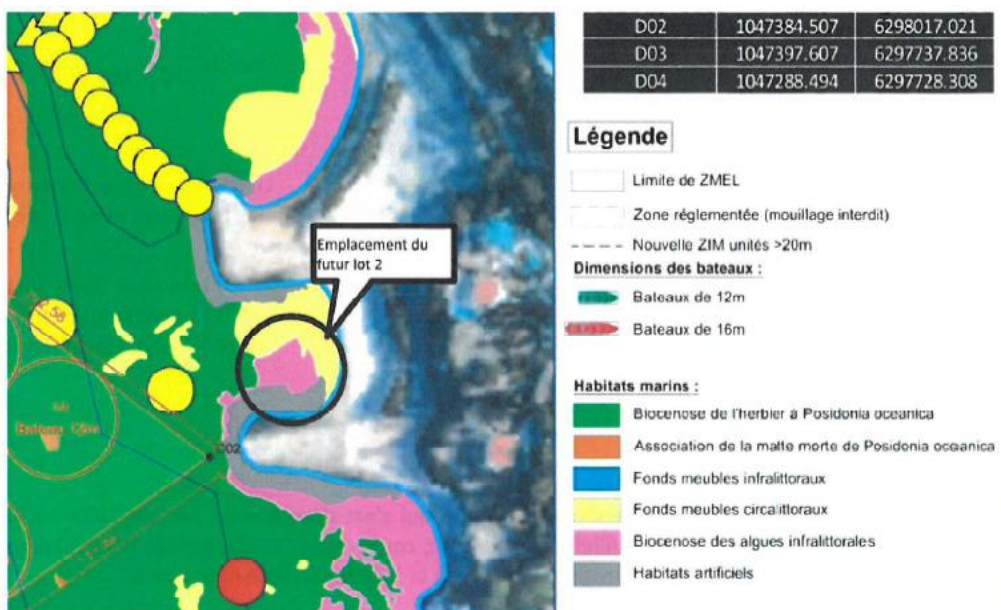 D02 1047384.507 6298017.021
D03 1047397.607 6297737.836
D04 1047288.494 6297728.308
Légende
Limite de ZMEL
Zone réglementée (mouillage interdit)
Nouvelle ZIM unités >20m
Dimensions des bateaux :
Bateaux de 12m
Bateaux de 16m
Habitats marins :
Biocenose de l'herbier à Posidonia oceanica
Association de la matte morte de Posidonia oceanica
Fonds meubles infralittoraux
Fonds meubles circalittoraux
Biocenose des algues infralittorales
Habitats artificiels
Emplacement du
futur lot 2
Bateau
D02